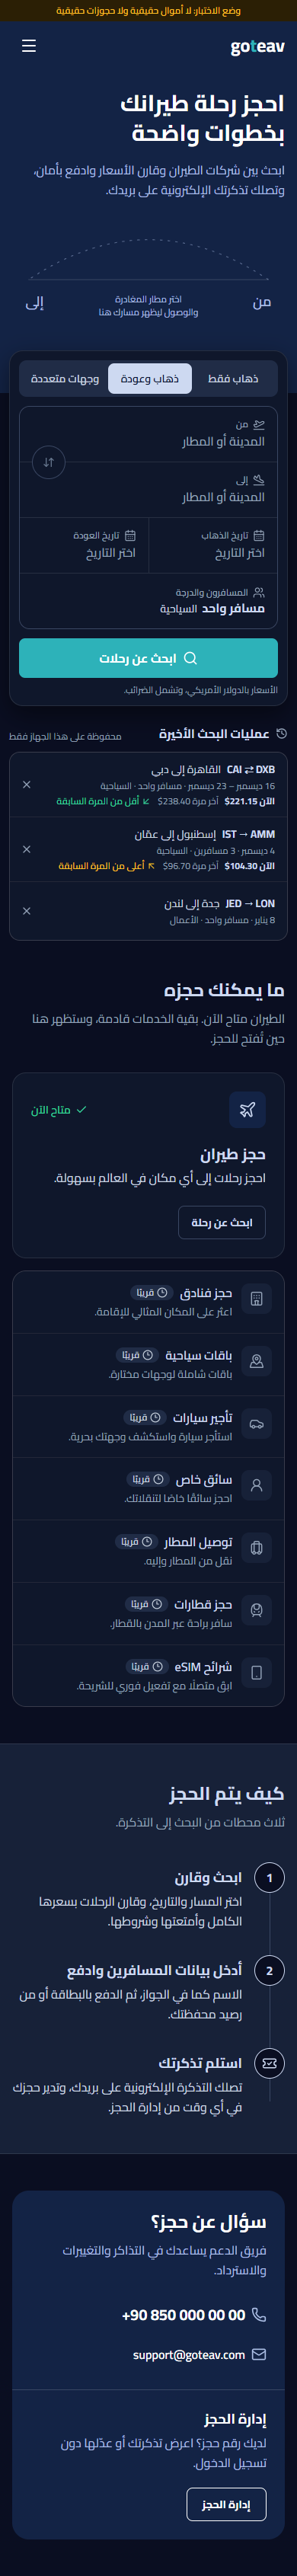 وضع الاختبار: لا أموال حقيقية ولا حجوزات حقيقية
goteav
احجز رحلة طيرانك
بخطوات واضحة
ابحث بين شركات الطيران وقارن الأسعار وادفع بأمان،
وتصلك تذكرتك الإلكترونية على بريدك.
من
اختر مطار المغادرة
والوصول ليظهر مسارك هنا
إلى
ذهاب فقط
ذهاب وعودة
وجهات متعددة
من
المدينة أو المطار
إلى
المدينة أو المطار
تاريخ الذهاب
اختر التاريخ
تاريخ العودة
اختر التاريخ
المسافرون والدرجة
مسافر واحد السياحية
ابحث عن رحلات
الأسعار بالدولار الأمريكي، وتشمل الضرائب.
عمليات البحث الأخيرة
محفوظة على هذا الجهاز فقط
CAI ⇄ DXB القاهرة إلى دبي
16 ديسمبر – 23 ديسمبر · مسافر واحد · السياحية
الآن $221.15 آخر مرة $238.40 أقل من المرة السابقة
IST → AMM إسطنبول إلى عمّان
4 ديسمبر · 3 مسافرين · السياحية
الآن $104.30 آخر مرة $96.70 أعلى من المرة السابقة
JED → LON جدة إلى لندن
8 يناير · مسافر واحد · الأعمال
ما يمكنك حجزه
الطيران متاح الآن. بقية الخدمات قادمة، وستظهر هنا
حين تُفتح للحجز.
متاح الآن
حجز طيران
احجز رحلات إلى أي مكان في العالم بسهولة.
ابحث عن رحلة
حجز فنادق قريبًا
اعثر على المكان المثالي للإقامة.
باقات سياحية قريبًا
باقات شاملة لوجهات مختارة.
تأجير سيارات قريبًا
استأجر سيارة واستكشف وجهتك بحرية.
سائق خاص قريبًا
احجز سائقًا خاصًا لتنقلاتك.
توصيل المطار قريبًا
نقل من المطار وإليه.
حجز قطارات قريبًا
سافر براحة عبر المدن بالقطار.
شرائح eSIM قريبًا
ابقَ متصلًا مع تفعيل فوري للشريحة.
كيف يتم الحجز
ثلاث محطات من البحث إلى التذكرة.
1
ابحث وقارن
اختر المسار والتاريخ، وقارن الرحلات بسعرها
الكامل وأمتعتها وشروطها.
2
أدخل بيانات المسافرين وادفع
الاسم كما في الجواز، ثم الدفع بالبطاقة أو من
رصيد محفظتك.
استلم تذكرتك
تصلك التذكرة الإلكترونية على بريدك، وتدير حجزك
في أي وقت من إدارة الحجز.
سؤال عن حجز؟
فريق الدعم يساعدك في التذاكر والتغييرات
والاسترداد.
+90 850 000 00 00
support@goteav.com
إدارة الحجز
لديك رقم حجز؟ اعرض تذكرتك أو عدّلها دون
تسجيل الدخول.
إدارة الحجز